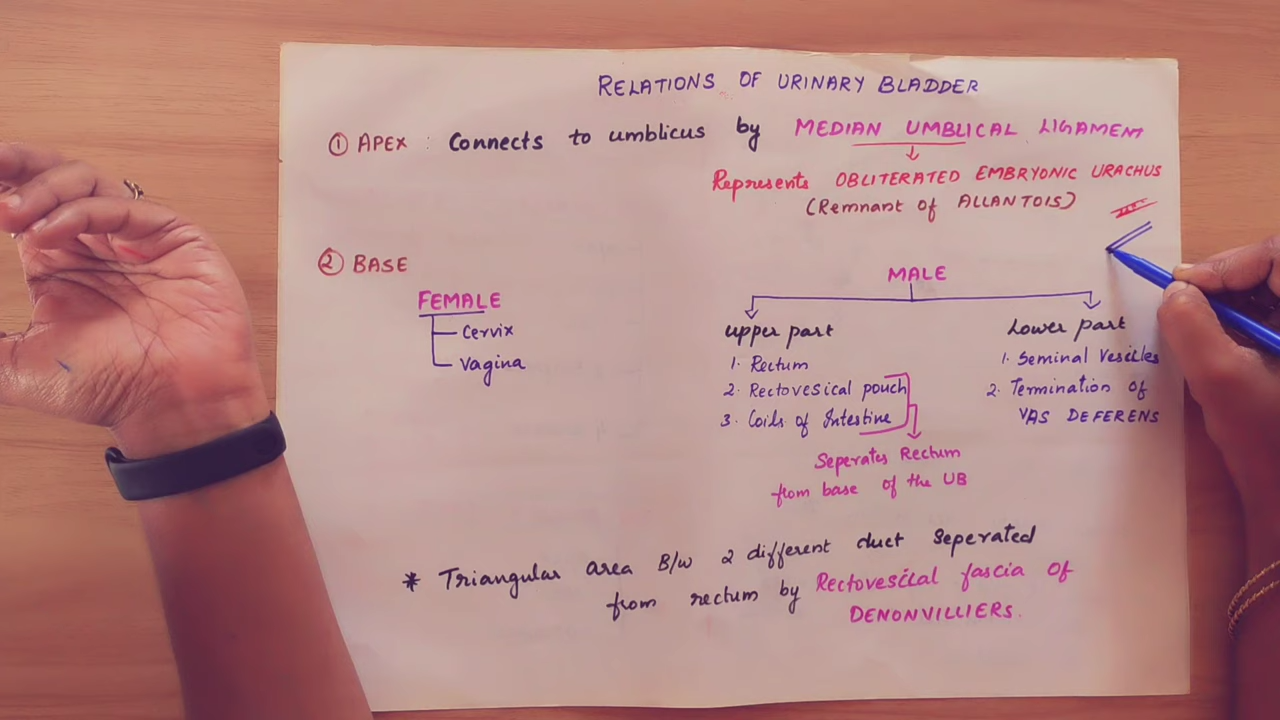 RELATIONS OF URINARY BLADDER
① APEX : Connects to umblicus by MEDIAN UMBLICAL LIGAMENT
Represents OBLITERATED EMBRYONIC URACHUS
(Remnant of ALLANTOIS)
② BASE
FEMALE
Cervix
Vagina
MALE
Upper part
1. Rectum
2. Rectovesical pouch
3. Coils of Intestine
Seperates Rectum
from base of the UB
Lower part
1. Seminal Vesicles
2. Termination of
VAS DEFERENS
* Triangular area B/w 2 different duct seperated
from rectum by Rectovesical fascia of
DENONVILLIERS.